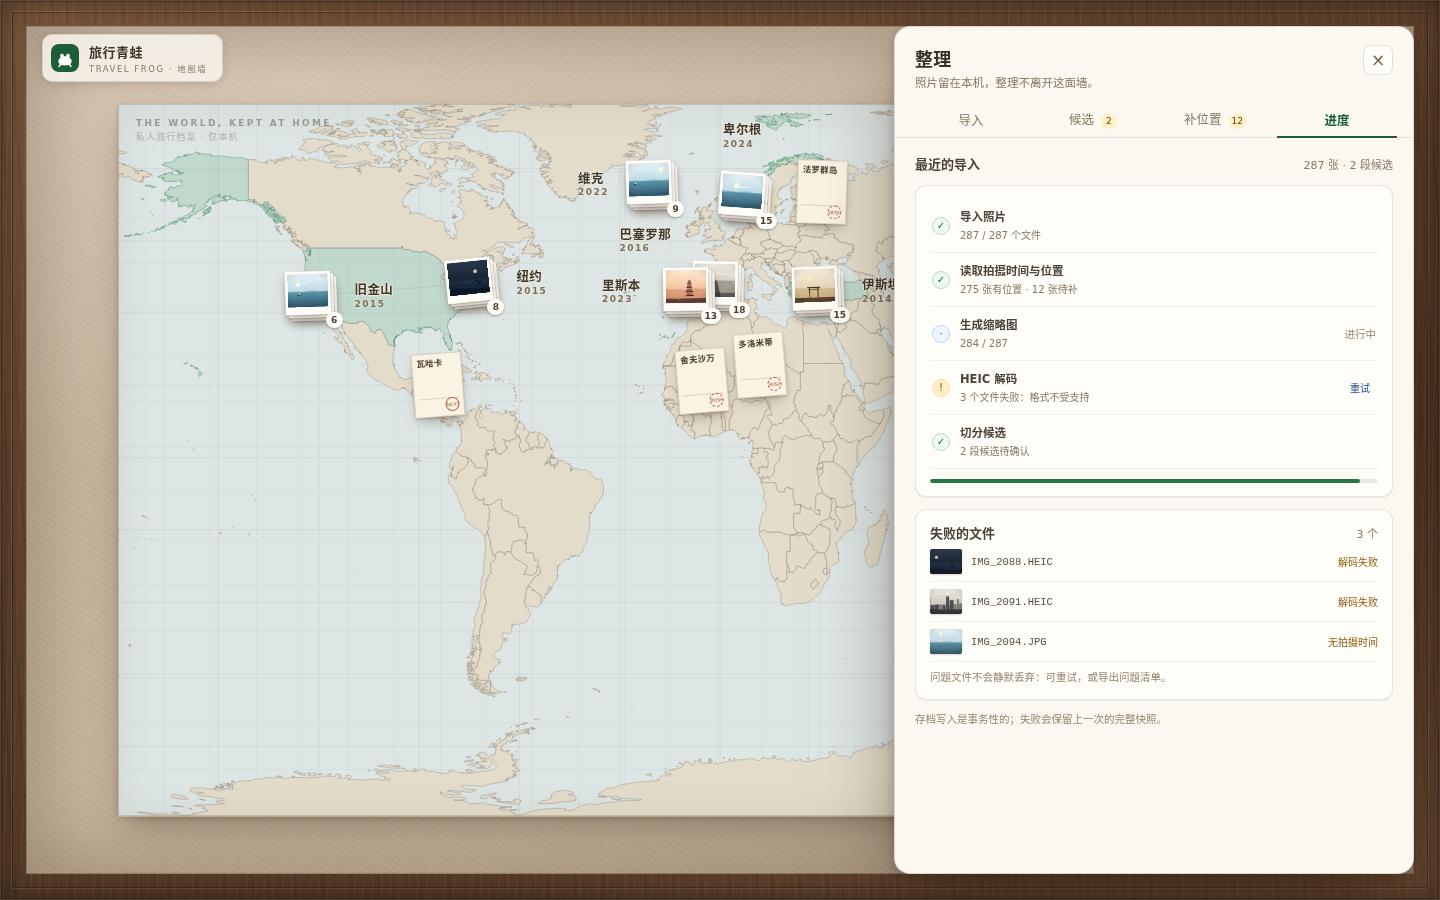 旅行青蛙
TRAVEL FROG · 地图墙
THE WORLD, KEPT AT HOME
私人旅行档案 · 仅本机
卑尔根
2024
维克
2022
9
15
法罗群岛
WISH
巴塞罗那
2016
旧金山
2015
6
纽约
2015
8
里斯本
2023
13
18
15
伊斯坦
2014
瓦哈卡
NEXT
舍夫沙万
WISH
多洛米蒂
WISH
整理
照片留在本机，整理不离开这面墙。
×
导入
候选 2
补位置 12
进度
最近的导入
287 张 · 2 段候选
导入照片
287 / 287 个文件
读取拍摄时间与位置
275 张有位置 · 12 张待补
生成缩略图
284 / 287
进行中
HEIC 解码
3 个文件失败：格式不受支持
重试
切分候选
2 段候选待确认
失败的文件
3 个
IMG_2088.HEIC
解码失败
IMG_2091.HEIC
解码失败
IMG_2094.JPG
无拍摄时间
问题文件不会静默丢弃：可重试，或导出问题清单。
存档写入是事务性的；失败会保留上一次的完整快照。